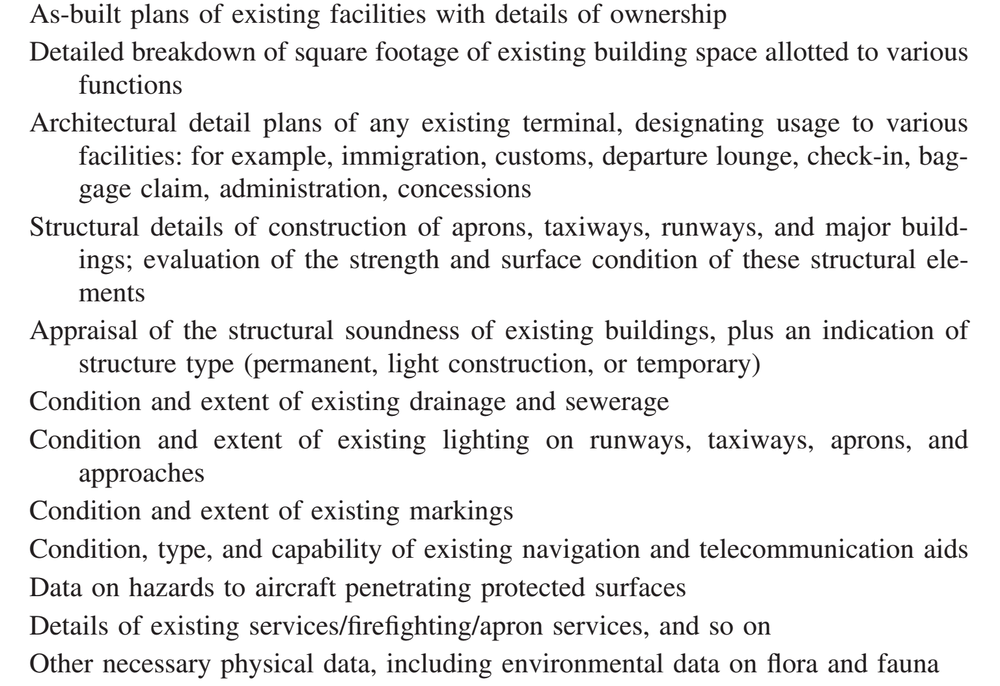 As-built plans of existing facilities with details of ownership
Detailed breakdown of square footage of existing building space allotted to various
functions
Architectural detail plans of any existing terminal, designating usage to various
facilities: for example, immigration, customs, departure lounge, check-in, bag-
gage claim, administration, concessions
Structural details of construction of aprons, taxiways, runways, and major build-
ings; evaluation of the strength and surface condition of these structural ele-
ments
Appraisal of the structural soundness of existing buildings, plus an indication of
structure type (permanent, light construction, or temporary)
Condition and extent of existing drainage and sewerage
Condition and extent of existing lighting on runways, taxiways, aprons, and
approaches
Condition and extent of existing markings
Condition, type, and capability of existing navigation and telecommunication aids
Data on hazards to aircraft penetrating protected surfaces
Details of existing services/firefighting/apron services, and so on
Other necessary physical data, including environmental data on flora and fauna